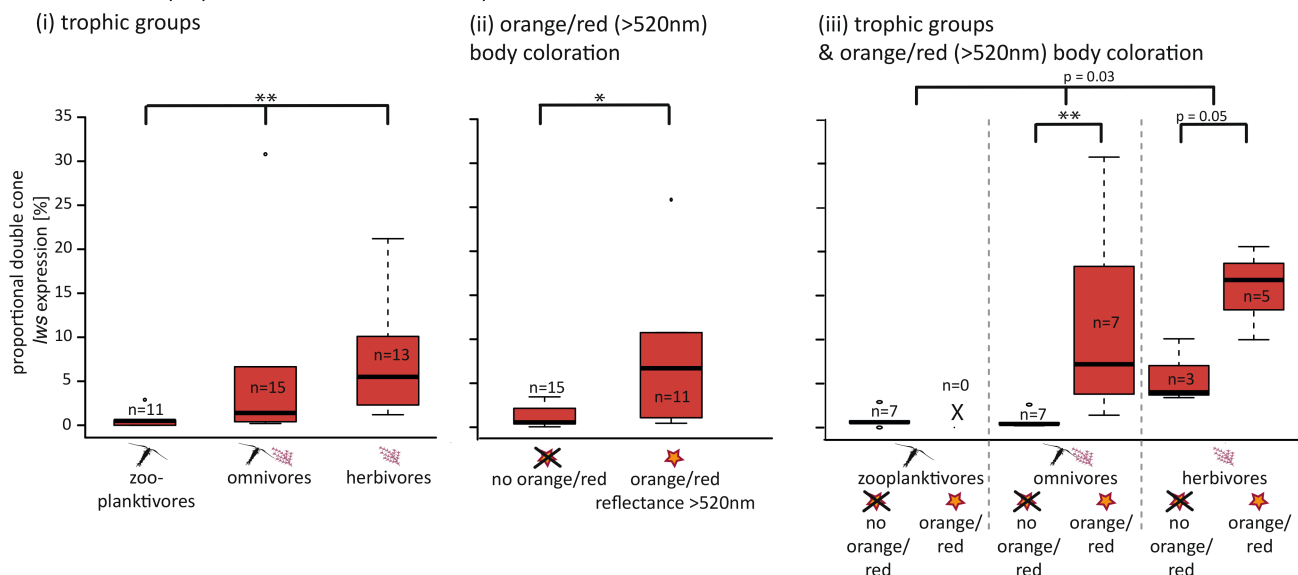 (i) trophic groups
(ii) orange/red (>520nm)
body coloration
(iii) trophic groups
& orange/red (>520nm) body coloration
proportional double cone
lws expression [%]
35
30
25
20
15
10
5
0
**
n=11
n=15
n=13
zoo-
planktivores
omnivores
herbivores
*
n=15
n=11
no orange/red
orange/red
reflectance >520nm
p = 0.03
**
p = 0.05
n=7
n=0
X
n=7
n=7
n=3
n=5
zooplanktivores
omnivores
herbivores
no
orange/
red
orange/
red
no
orange/
red
orange/
red
no
orange/
red
orange/
red